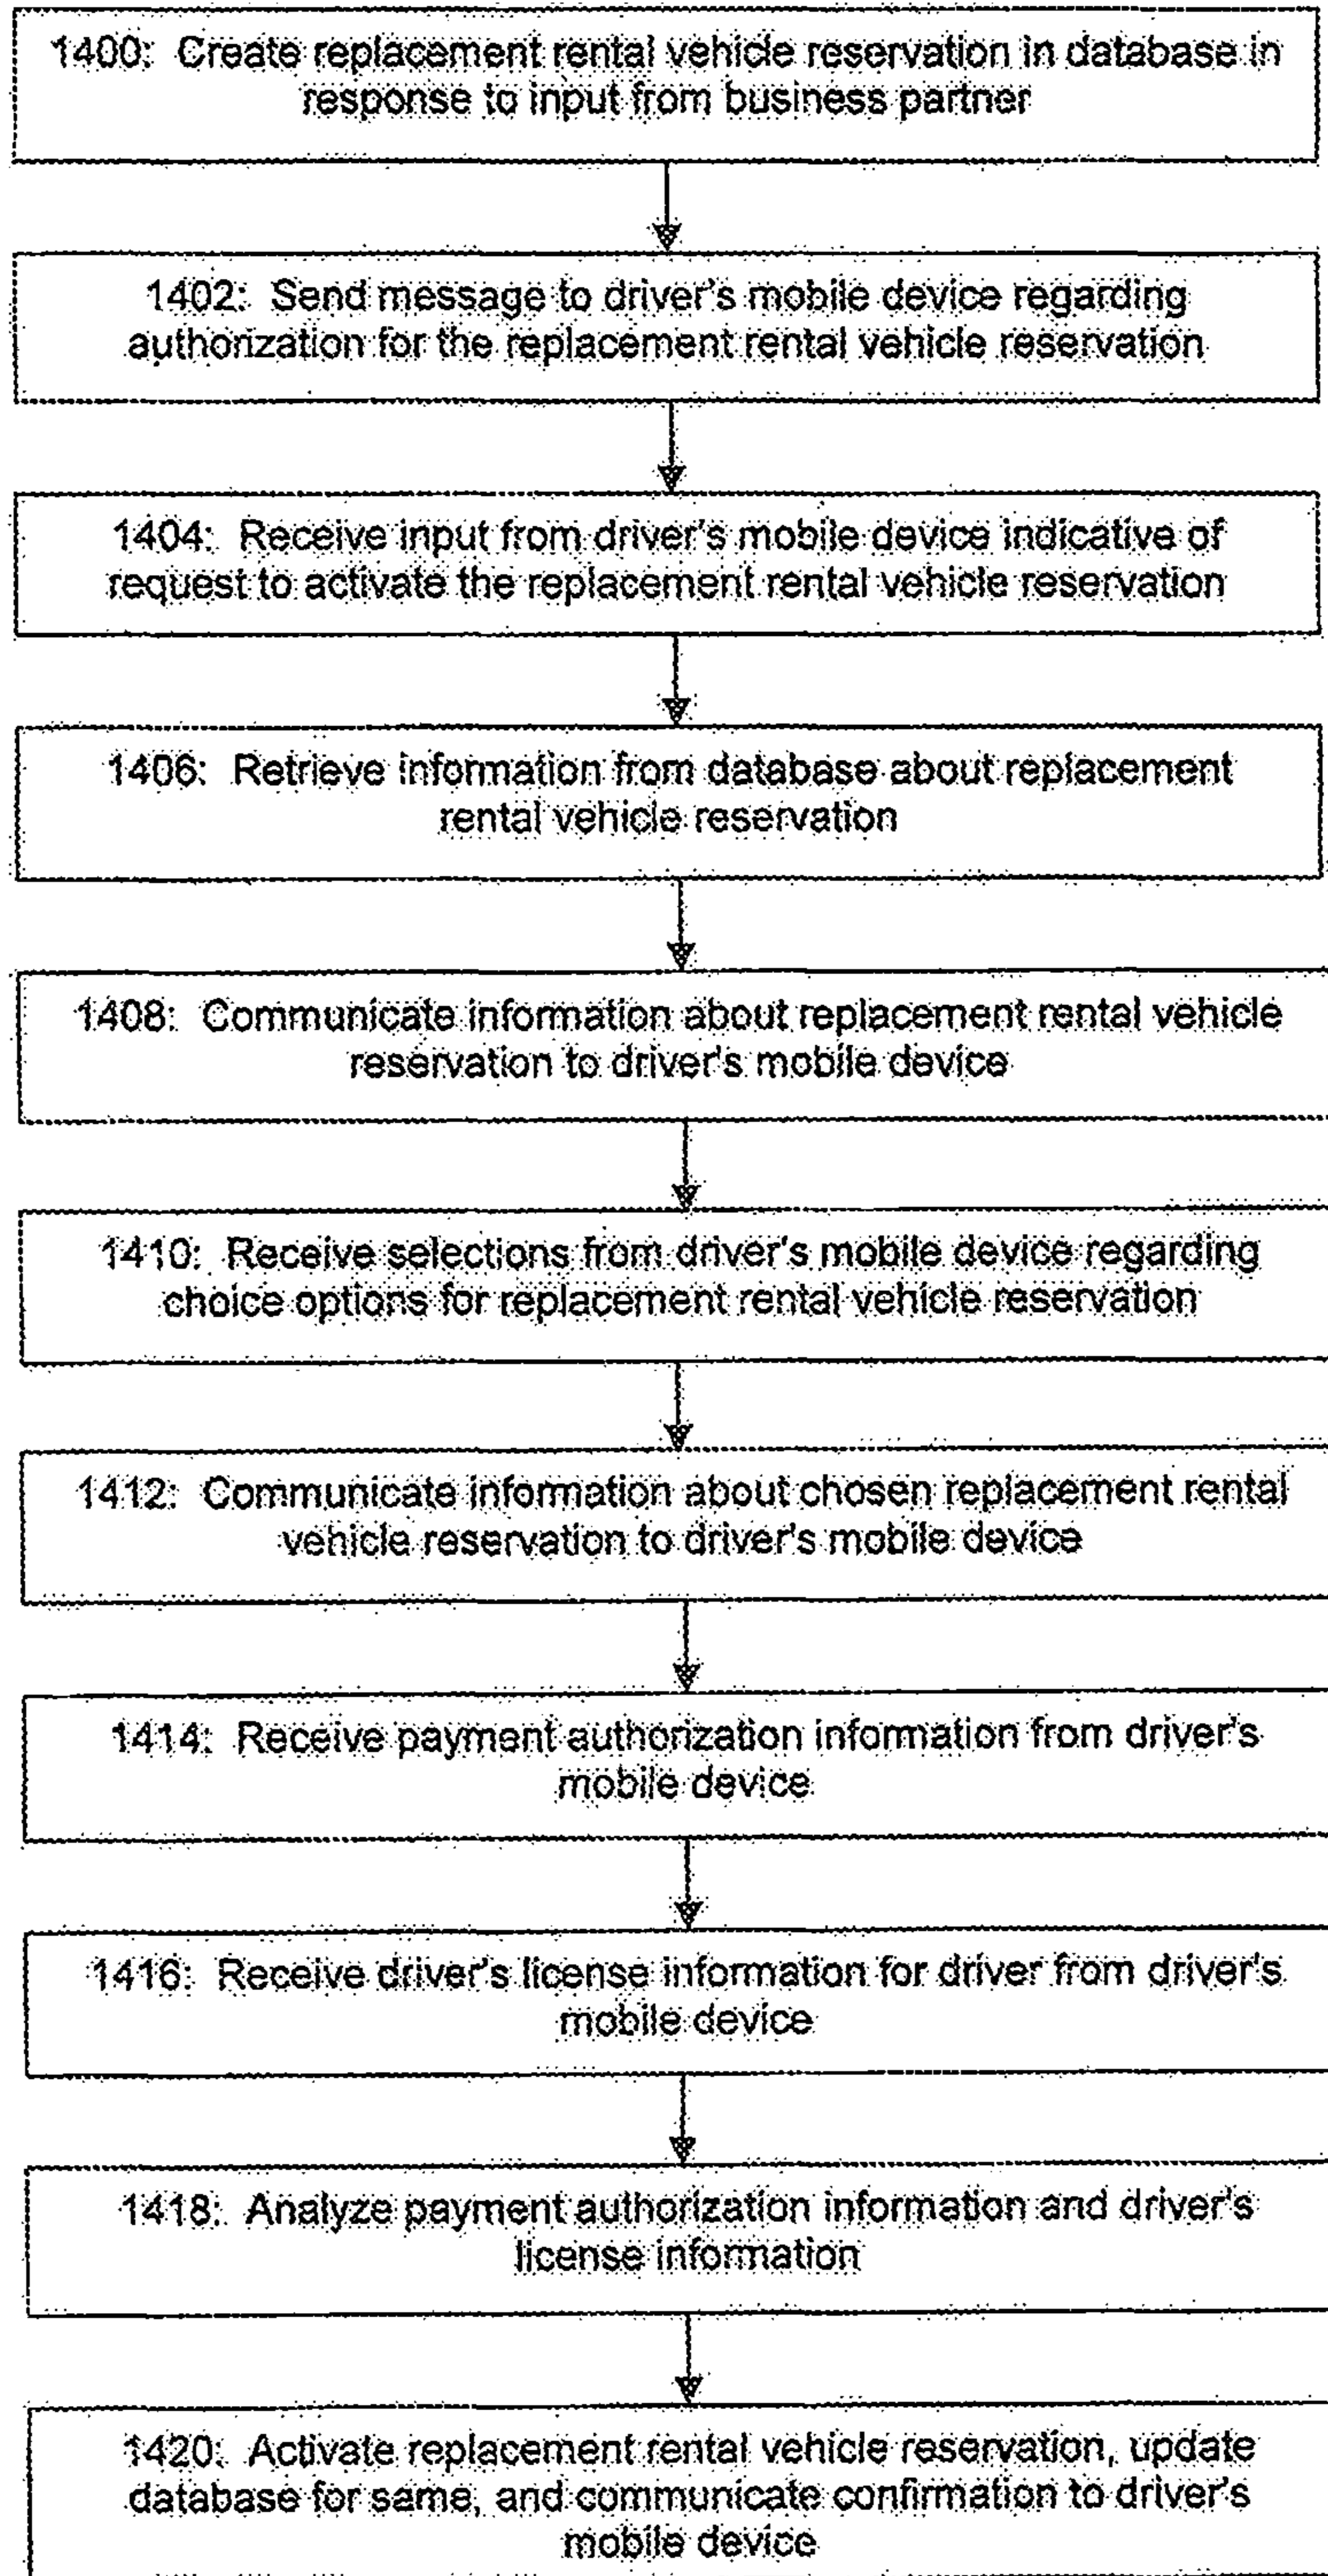 1400: Create replacement rental vehicle reservation in database in
response to input from business partner
1402: Send message to driver's mobile device regarding
authorization for the replacement rental vehicle reservation
1404: Receive input from driver's mobile device indicative of
request to activate the replacement rental vehicle reservation
1406: Retrieve information from database about replacement
rental vehicle reservation
1408: Communicate information about replacement rental vehicle
reservation to driver's mobile device
1410: Receive selections from driver's mobile device regarding
choice options for replacement rental vehicle reservation
1412: Communicate information about chosen replacement rental
vehicle reservation to driver's mobile device
1414: Receive payment authorization information from driver's
mobile device
1416: Receive driver's license information for driver from driver's
mobile device
1418: Analyze payment authorization information and driver's
license information
1420: Activate replacement rental vehicle reservation, update
database for same, and communicate confirmation to driver's
mobile device